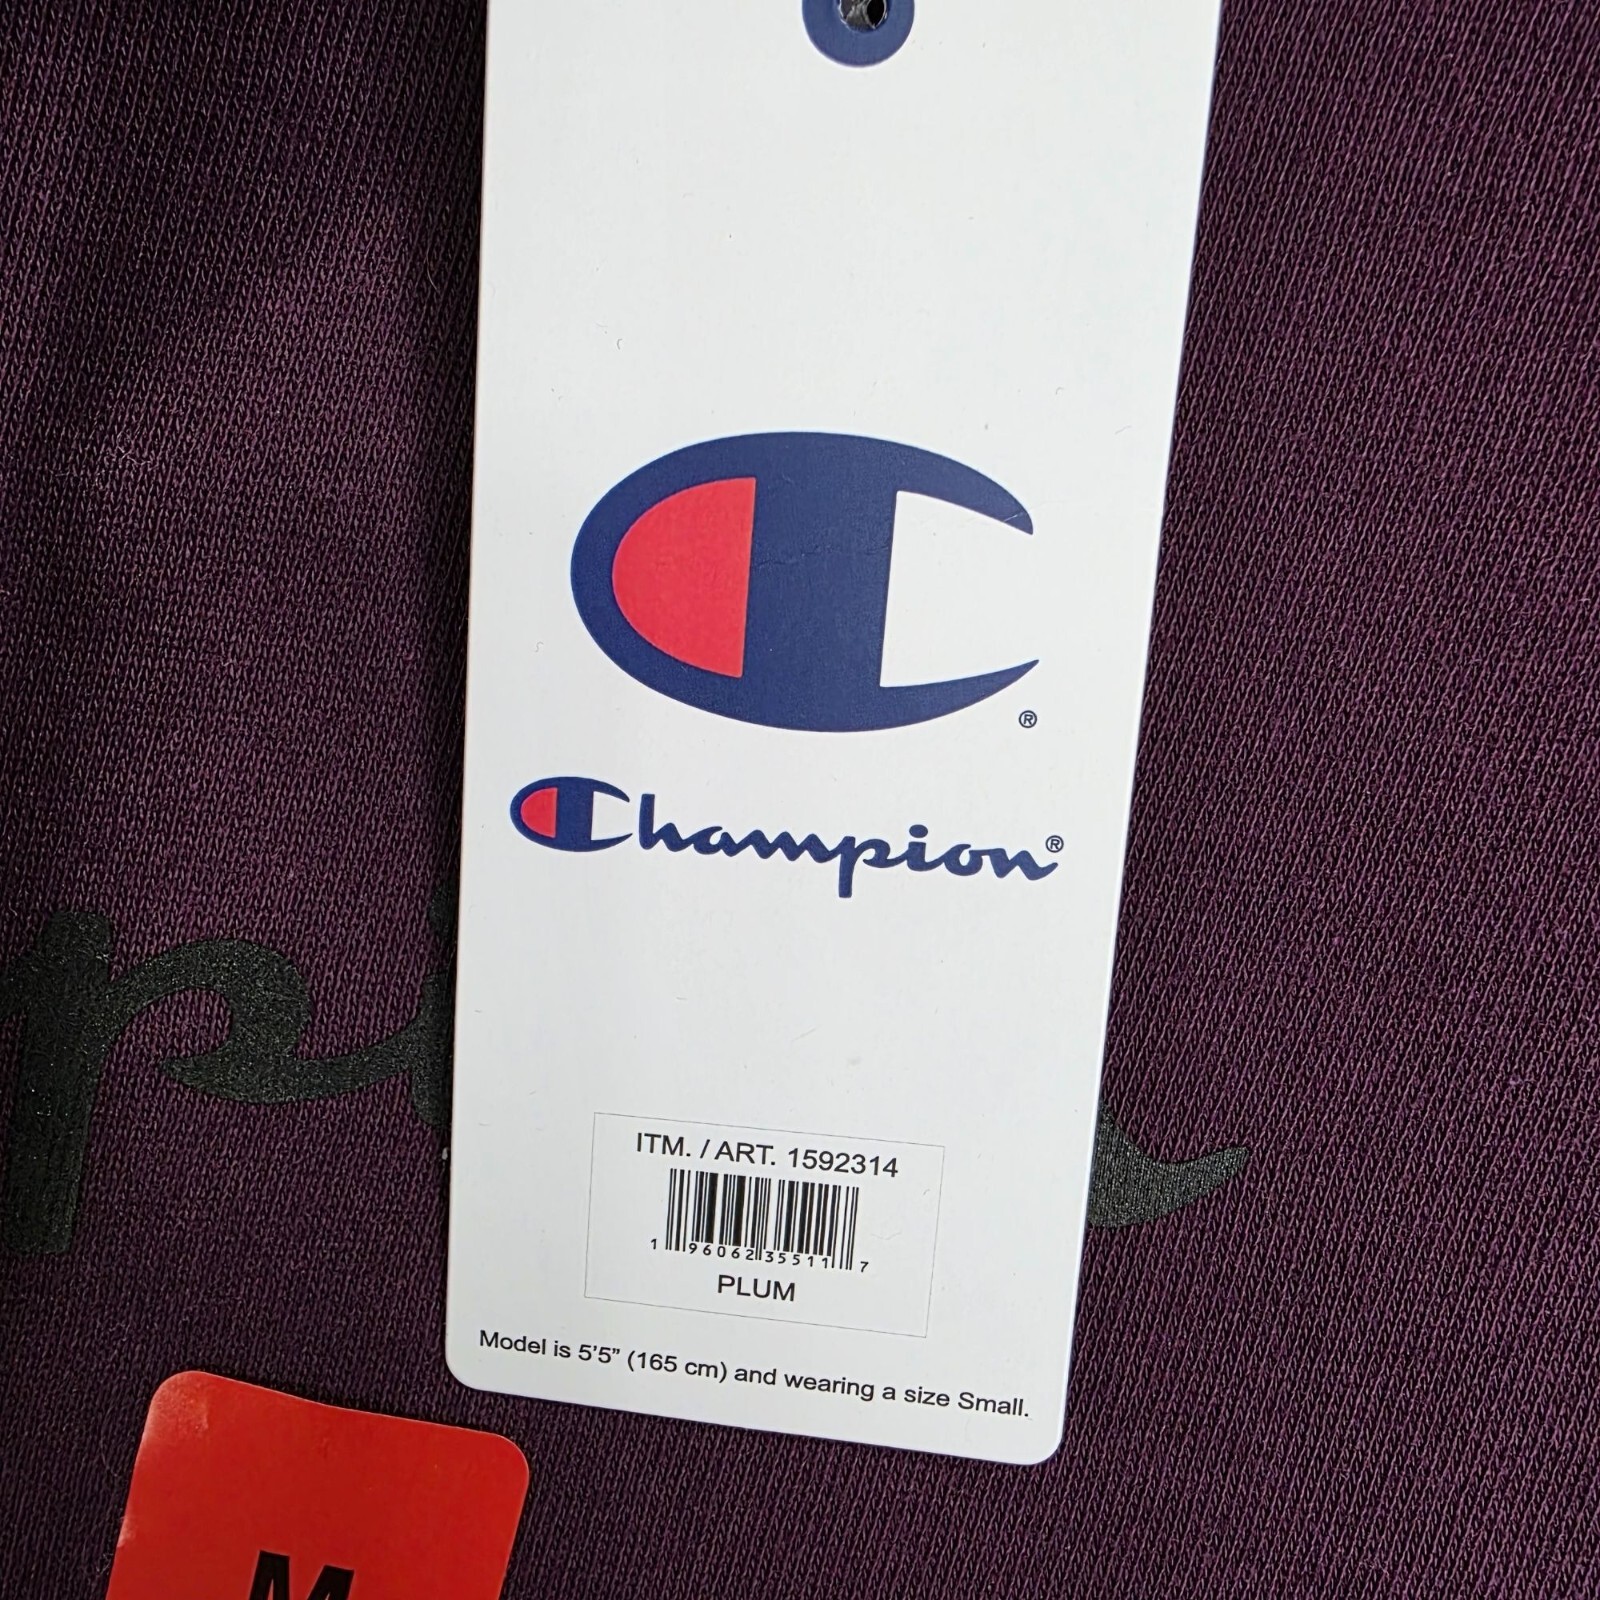 ®
Champion®
pi
ITM. / ART. 1592314
1 96062 35511 7
PLUM
Model is 5'5” (165 cm) and wearing a size Small.
M